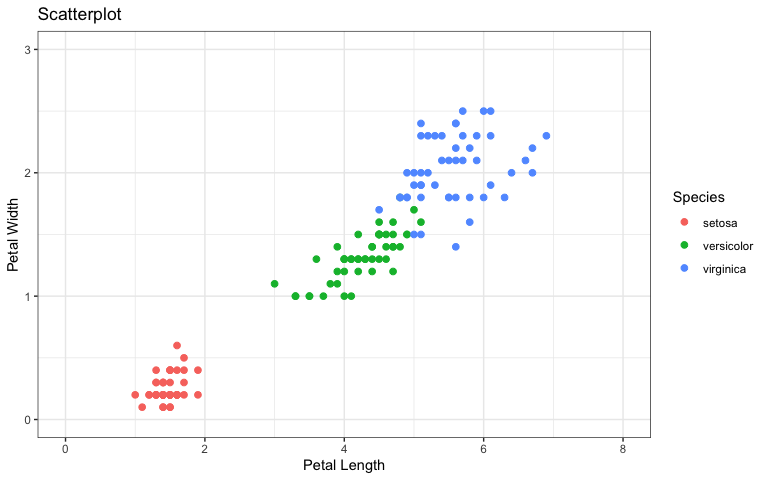 Scatterplot
3
2
1
0
Petal Width
0 2 4 6 8
Petal Length
Species
setosa
versicolor
virginica